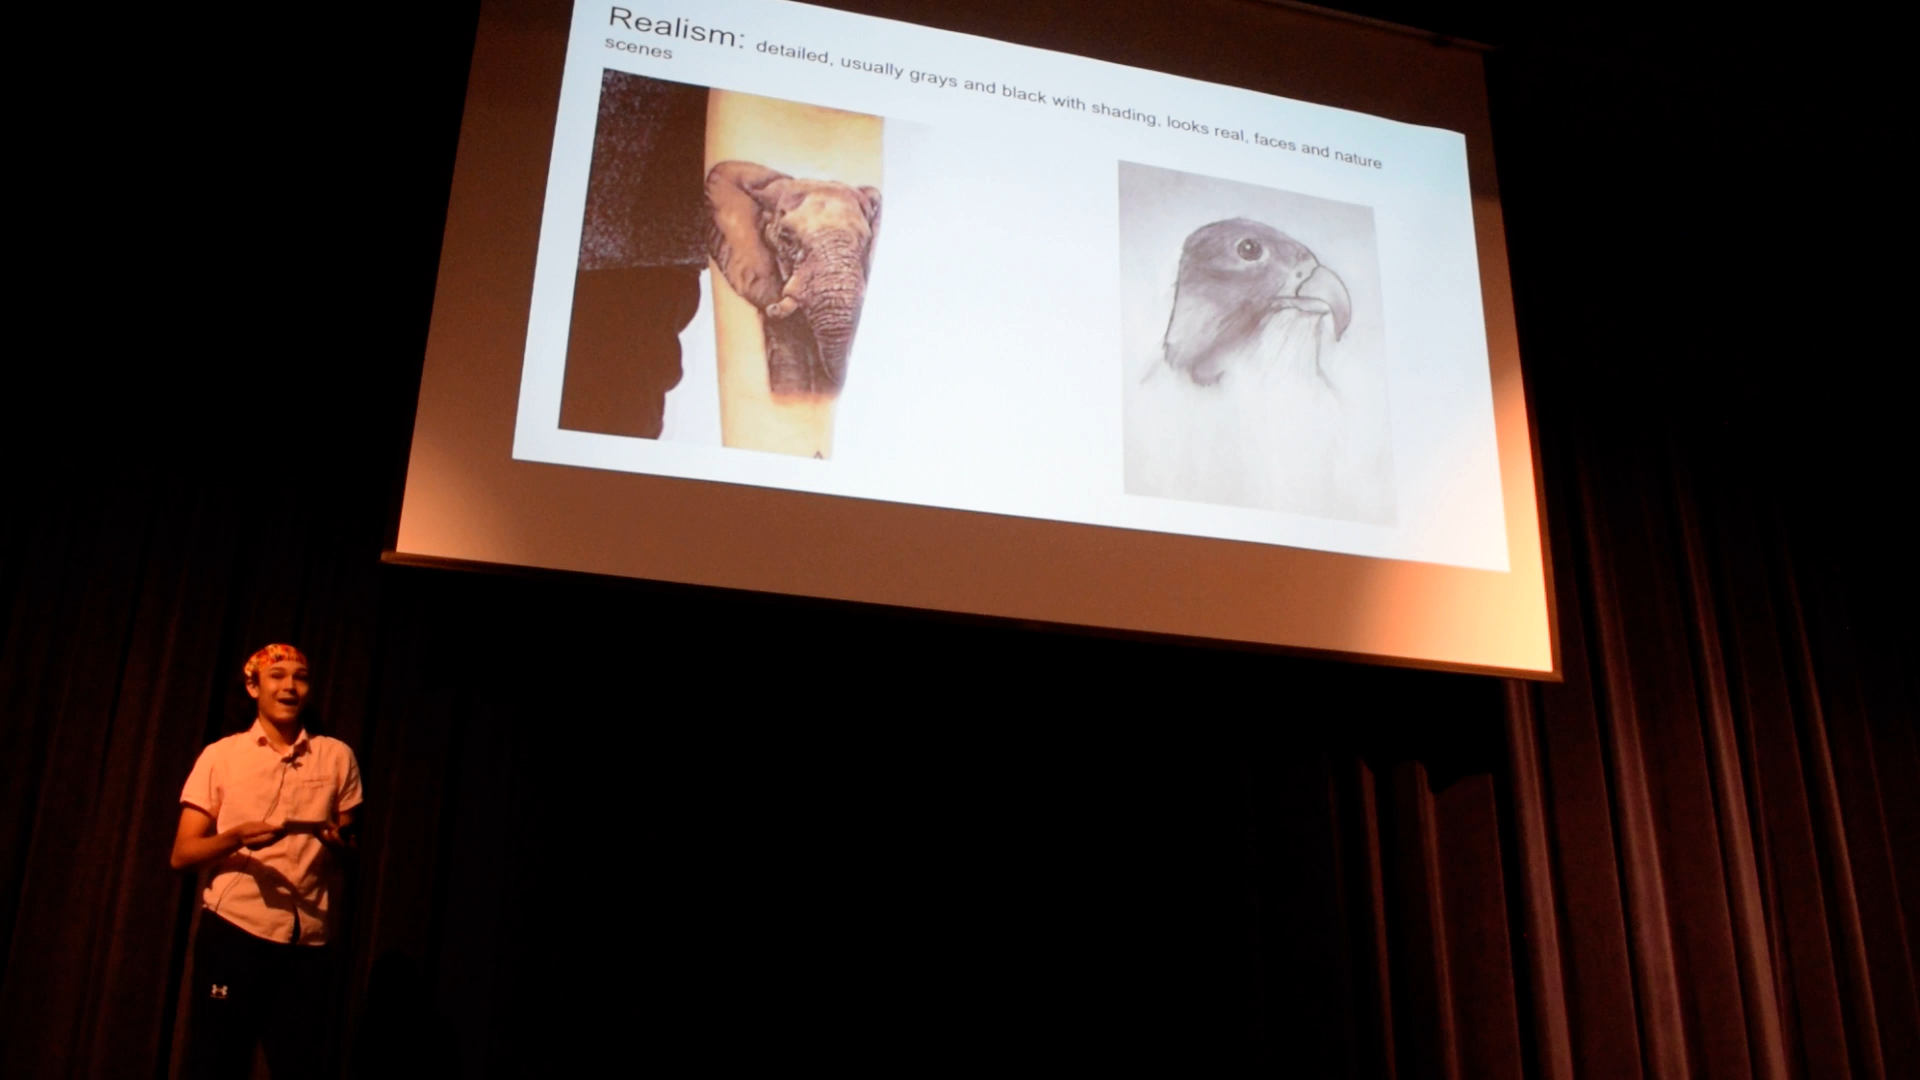 Realism: detailed, usually grays and black with shading, looks real, faces and nature
scenes